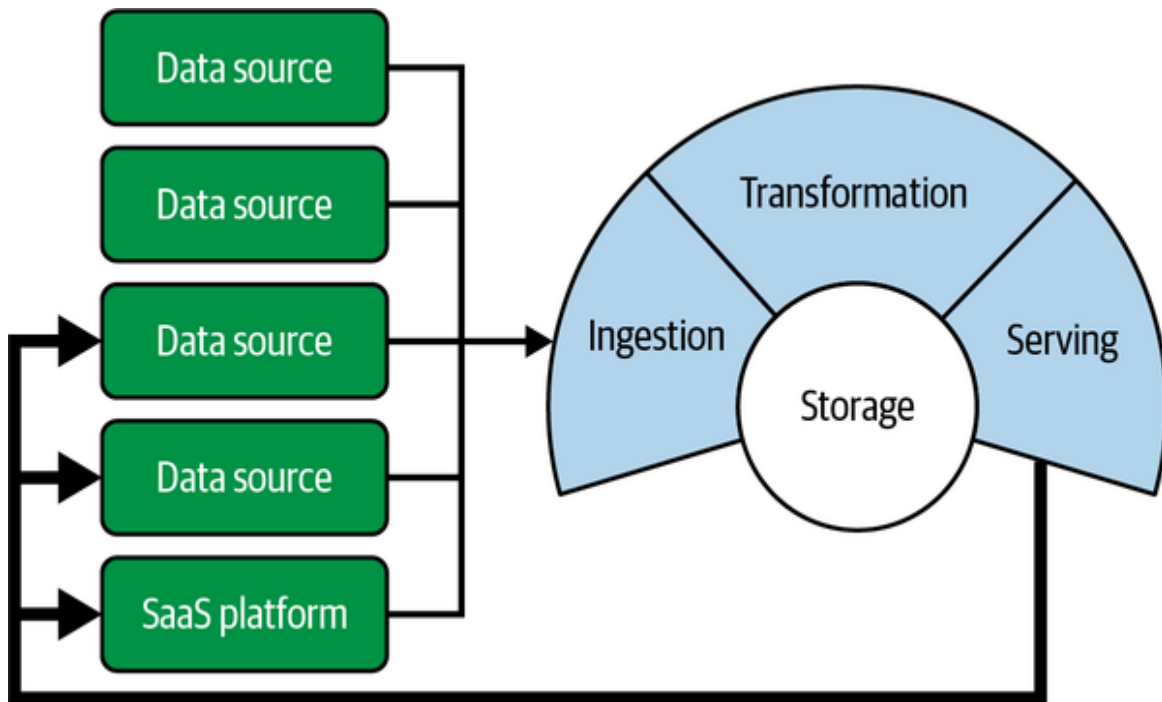 Data source
Data source
Data source
Data source
SaaS platform
Ingestion
Transformation
Serving
Storage